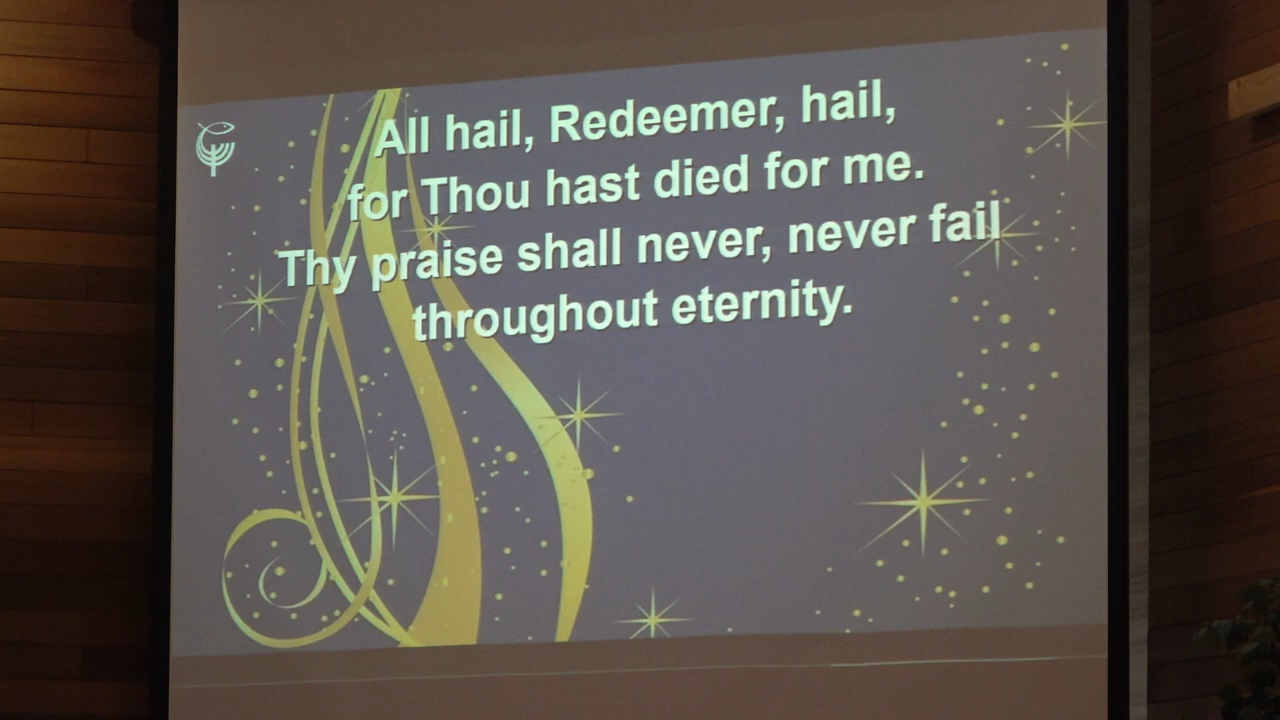 All hail, Redeemer, hail,
for Thou hast died for me.
Thy praise shall never, never fail
throughout eternity.